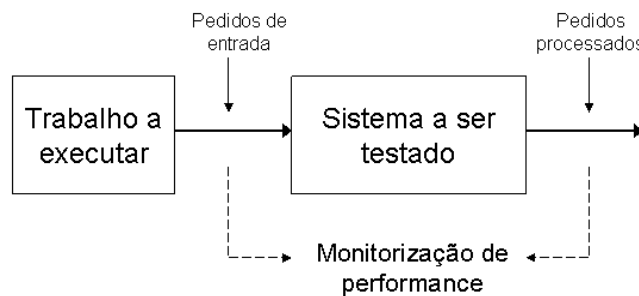 Pedidos de
entrada
Pedidos
processados
Trabalho a
executar
Sistema a ser
testado
Monitorização de
performance